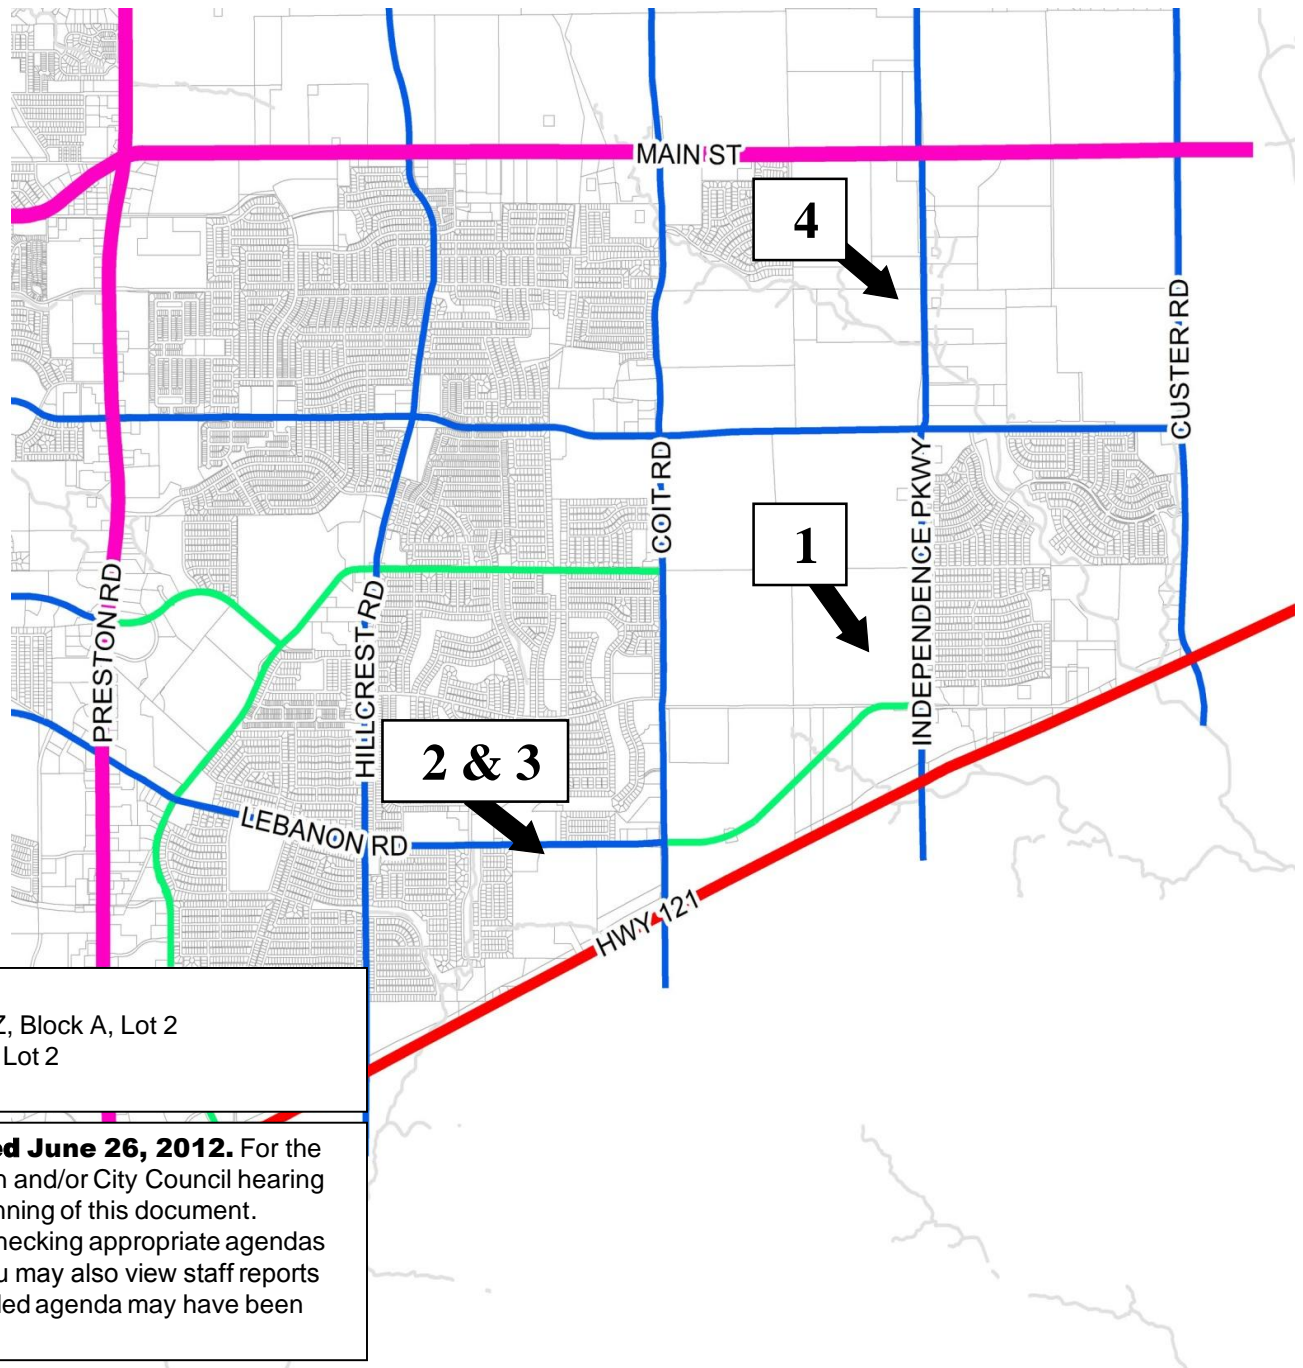 MAIN ST
4
CUSTER RD
COIT RD
INDEPENDENCE PKWY
1
PRESTON RD
HILLCREST RD
2 & 3
LEBANON RD
HWY 121
Z, Block A, Lot 2
Lot 2
ed June 26, 2012. For the
n and/or City Council hearing
nning of this document.
hecking appropriate agendas
u may also view staff reports
led agenda may have been